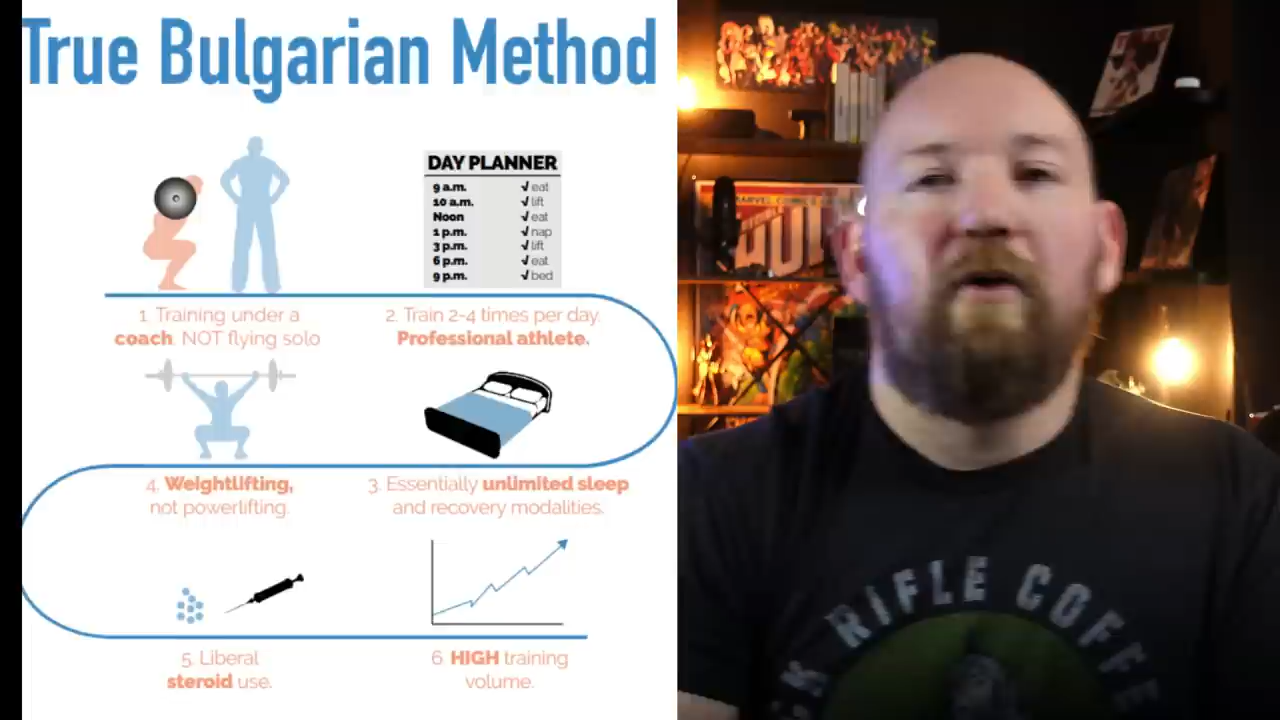 True Bulgarian Method
DAY PLANNER
9 a.m. √ eat
10 a.m. √ lift
Noon √ eat
1 p.m. √ nap
3 p.m. √ lift
6 p.m. √ eat
9 p.m. √ bed
1. Training under a
coach. NOT flying solo
2. Train 2-4 times per day.
Professional athlete.
4. Weightlifting,
not powerlifting.
3. Essentially unlimited sleep
and recovery modalities.
5. Liberal
steroid use.
6. HIGH training
volume.
MARVEL COMICS
RIFLE COFFE